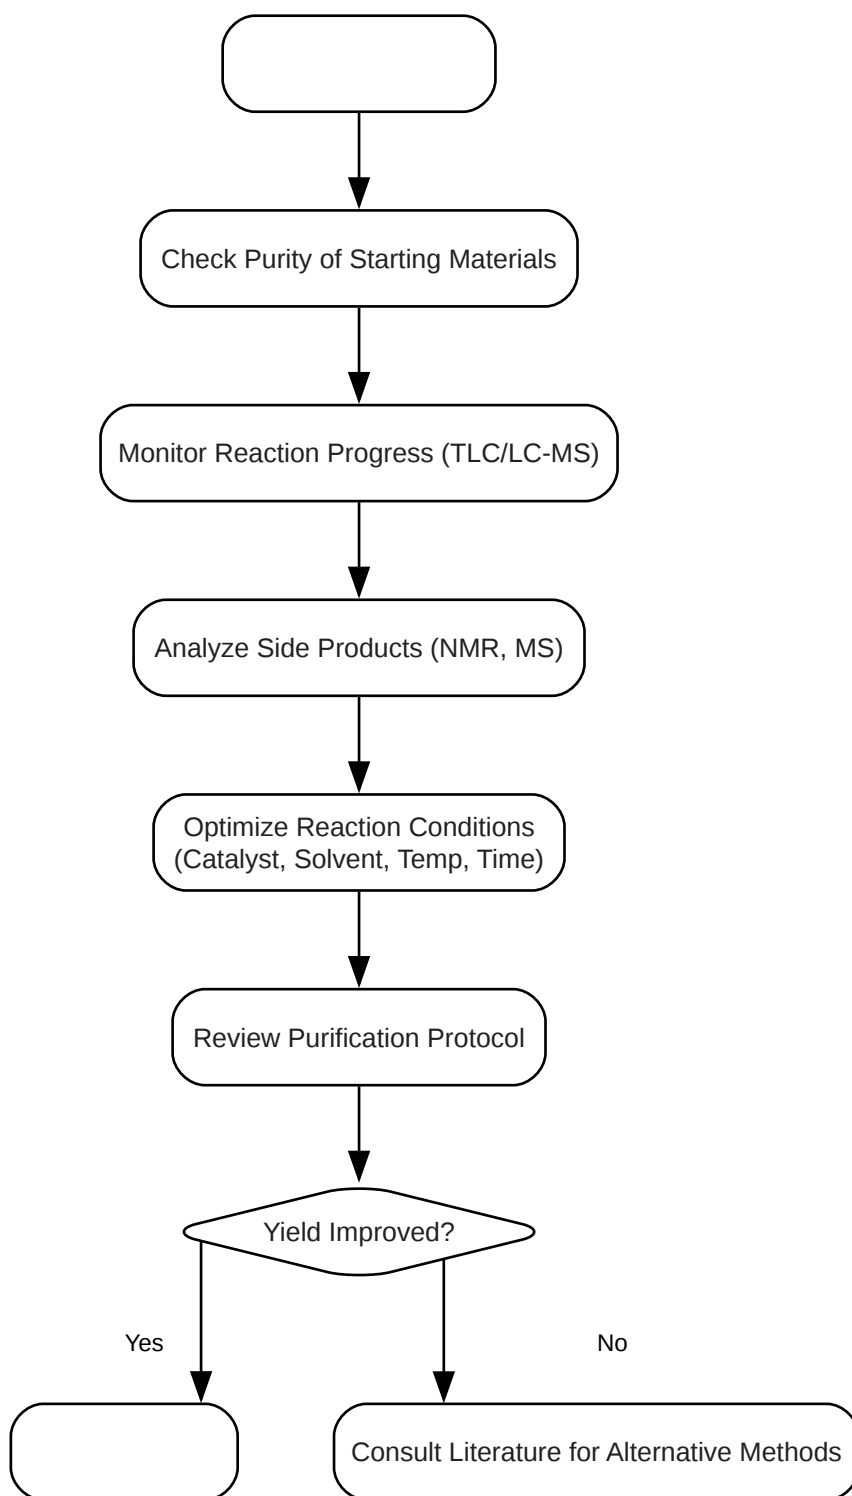 Check Purity of Starting Materials
Monitor Reaction Progress (TLC/LC-MS)
Analyze Side Products (NMR, MS)
Optimize Reaction Conditions
(Catalyst, Solvent, Temp, Time)
Review Purification Protocol
Yield Improved?
Yes
No
Consult Literature for Alternative Methods